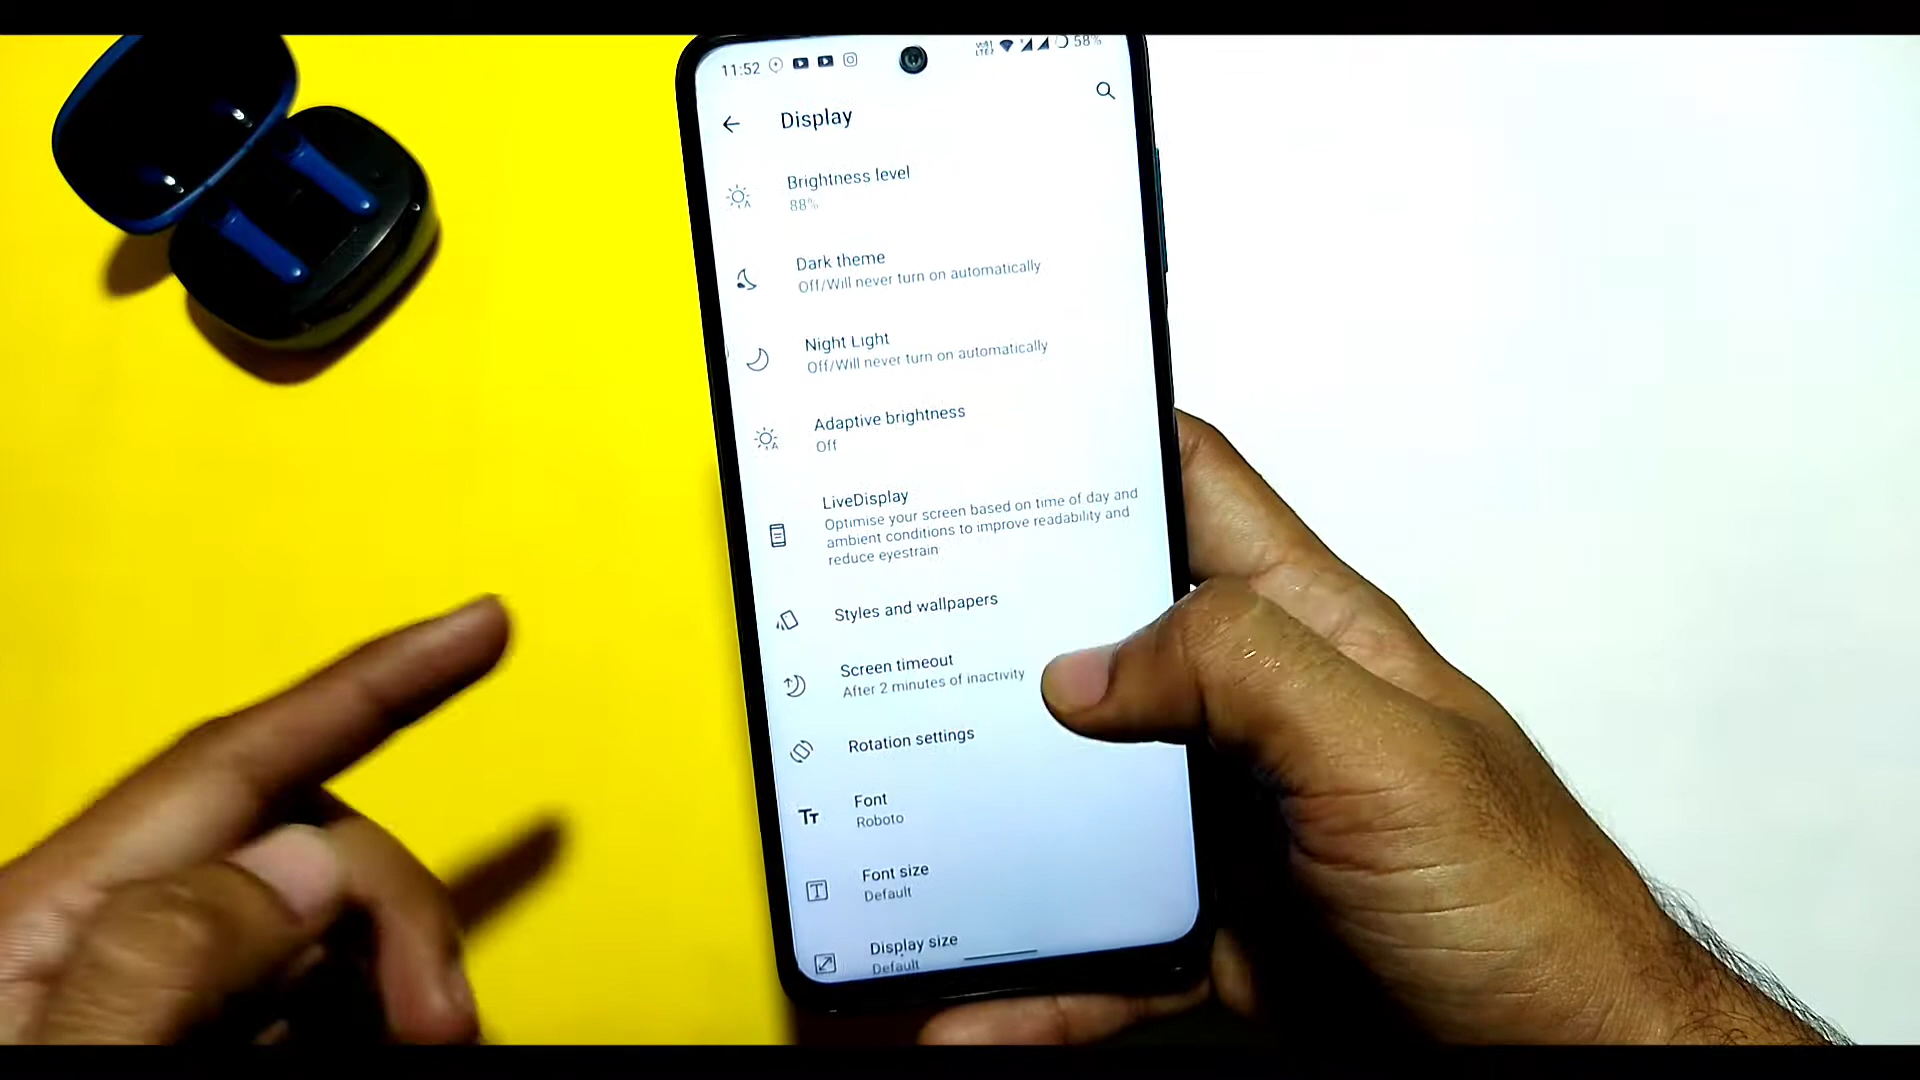 11:52
58%
Display
Brightness level
88%
Dark theme
Off/Will never turn on automatically
Night Light
Off/Will never turn on automatically
Adaptive brightness
Off
LiveDisplay
Optimise your screen based on time of day and
ambient conditions to improve readability and
reduce eyestrain
Styles and wallpapers
Screen timeout
After 2 minutes of inactivity
Rotation settings
Font
Roboto
Font size
Default
Display size
Default